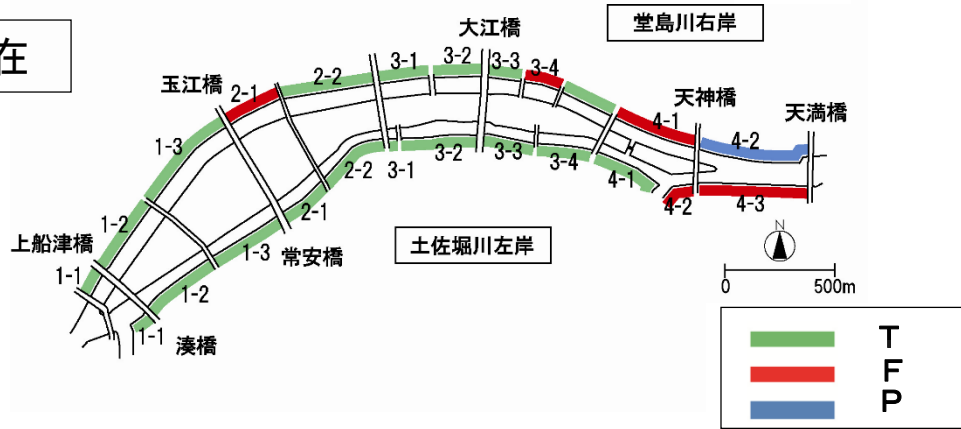 在
堂島川右岸
大江橋
玉江橋
天神橋
天満橋
上船津橋
常安橋
湊橋
土佐堀川左岸
1-1
1-2
1-3
2-1
2-2
3-1
3-2
3-3
3-4
4-1
4-2
1-1
1-2
1-3
2-1
2-2
3-1
3-2
3-3
3-4
4-1
4-2
4-3
N
0 500m
T
F
P